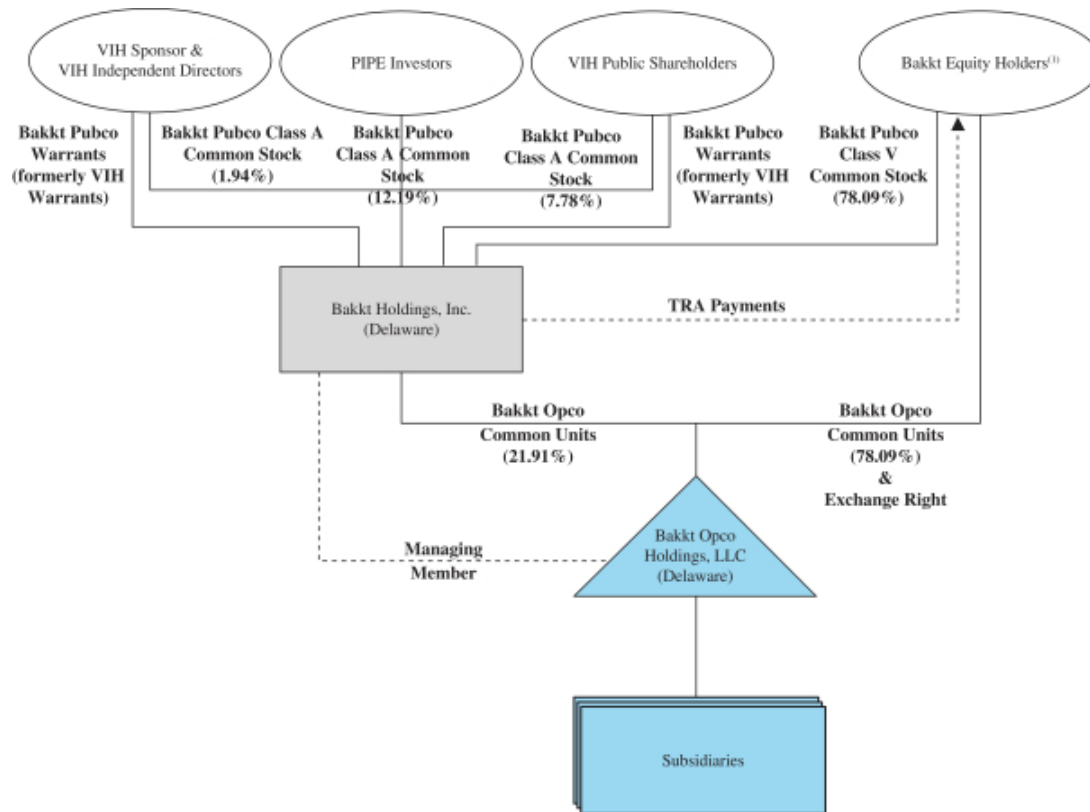 VIH Sponsor &
VIH Independent Directors
PIPE Investors
VIH Public Shareholders
Bakkt Equity Holders(1)
Bakkt Pubco
Warrants
(formerly VIH
Warrants)
Bakkt Pubco Class A
Common Stock
(1.94%)
Bakkt Pubco
Class A Common
Stock
(12.19%)
Bakkt Pubco
Class A Common
Stock
(7.78%)
Bakkt Pubco
Warrants
(formerly VIH
Warrants)
Bakkt Pubco
Class V
Common Stock
(78.09%)
Bakkt Holdings, Inc.
(Delaware)
TRA Payments
Bakkt Opco
Common Units
(21.91%)
Bakkt Opco
Common Units
(78.09%)
&
Exchange Right
Managing
Member
Bakkt Opco
Holdings, LLC
(Delaware)
Subsidiaries